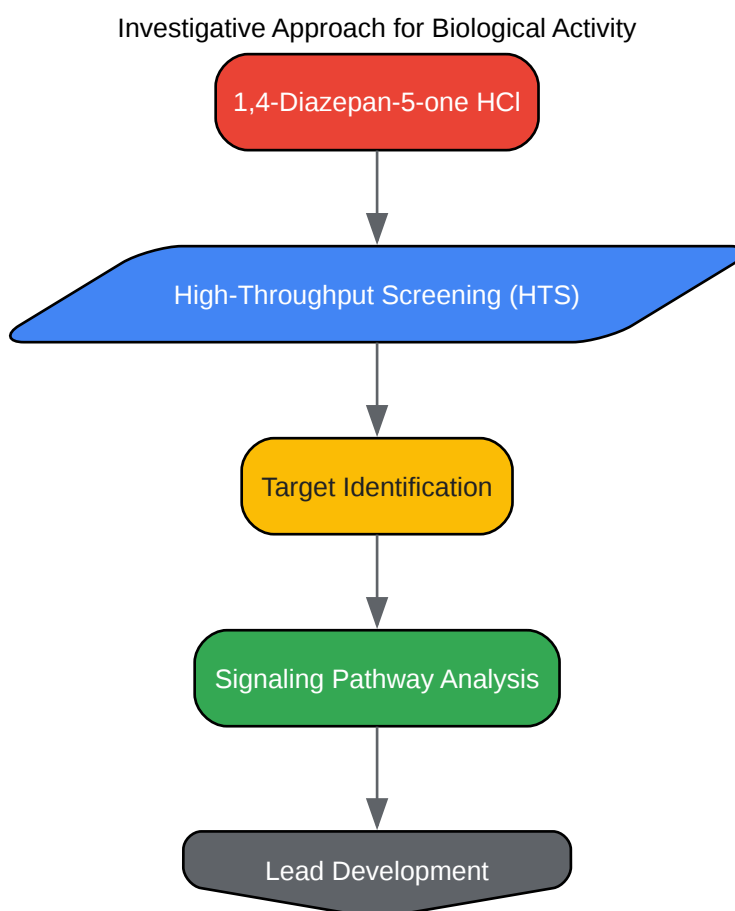 Investigative Approach for Biological Activity
1,4-Diazepan-5-one HCl
High-Throughput Screening (HTS)
Target Identification
Signaling Pathway Analysis
Lead Development